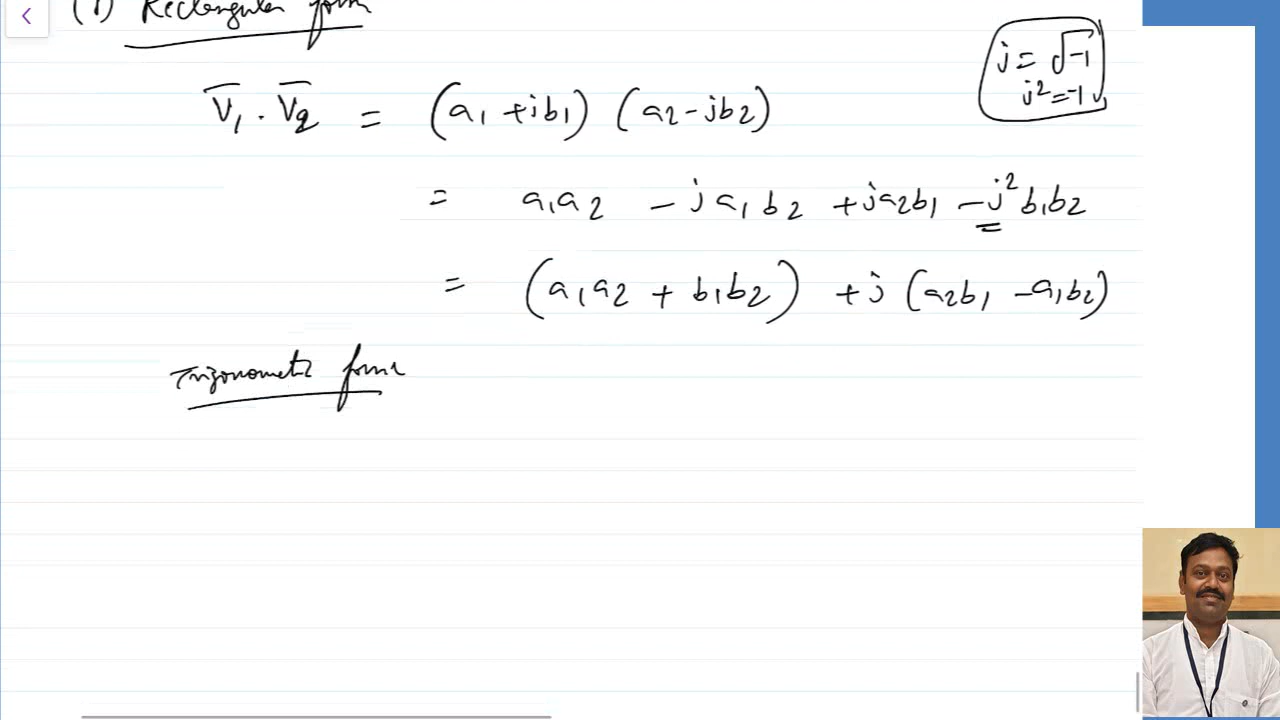 (1) Rectangular form
j = √-1
j² = -1
V̅₁ . V̅₂ = (a₁ + jb₁) (a₂ - jb₂)
= a₁a₂ - ja₁b₂ + ja₂b₁ - j²b₁b₂
= (a₁a₂ + b₁b₂) + j (a₂b₁ - a₁b₂)
Trigonometric form